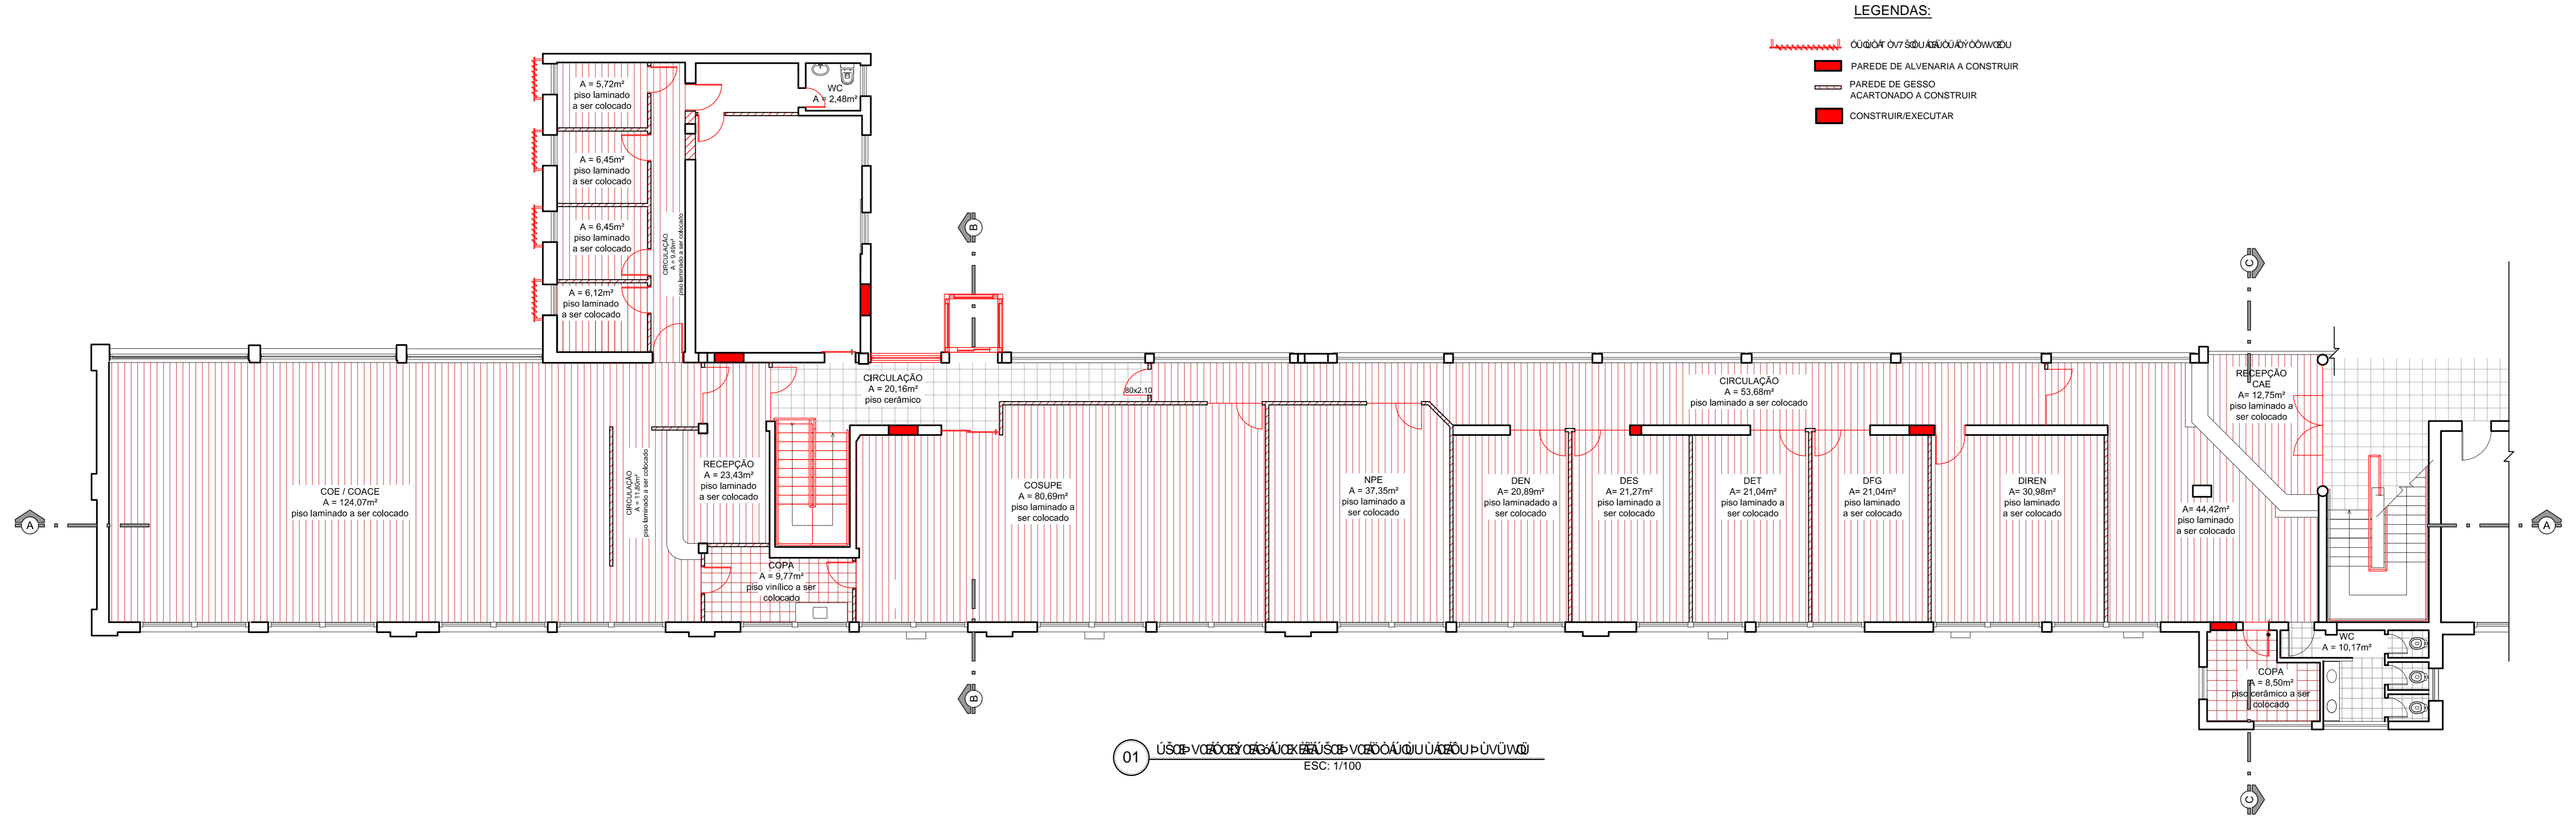 LEGENDAS:
PAREDE DE ALVENARIA A CONSTRUIR
PAREDE DE GESSO
ACARTONADO A CONSTRUIR
CONSTRUIR/EXECUTAR
A = 5,72m²
piso laminado
a ser colocado
WC
A = 2,48m²
A = 6,45m²
piso laminado
a ser colocado
A = 6,45m²
piso laminado
a ser colocado
CIRCULAÇÃO
A = 9,49m²
piso laminado a ser colocado
A = 6,12m²
piso laminado
a ser colocado
B
C
CIRCULAÇÃO
A = 20,16m²
piso cerâmico
80x2.10
CIRCULAÇÃO
A = 53,68m²
piso laminado a ser colocado
RECEPÇÃO
CAE
A= 12,75m²
piso laminado a
ser colocado
COE / COACE
A = 124,07m²
piso laminado a ser colocado
CIRCULAÇÃO
A = 11,80m²
piso laminado a ser colocado
RECEPÇÃO
A = 23,43m²
piso laminado
a ser colocado
COSUPE
A = 80,69m²
piso laminado a
ser colocado
NPE
A = 37,35m²
piso laminado a
ser colocado
DEN
A= 20,89m²
piso laminadado a
ser colocado
DES
A= 21,27m²
piso laminado a
ser colocado
DET
A= 21,04m²
piso laminado a
ser colocado
DFG
A= 21,04m²
piso laminado a
ser colocado
DIREN
A= 30,98m²
piso laminado
a ser colocado
A= 44,42m²
piso laminado
a ser colocado
A
A
COPA
A = 9,77m²
piso vinílico a ser
colocado
WC
A = 10,17m²
COPA
A = 8,50m²
piso cerâmico a ser
colocado
B
C
01
ESC: 1/100